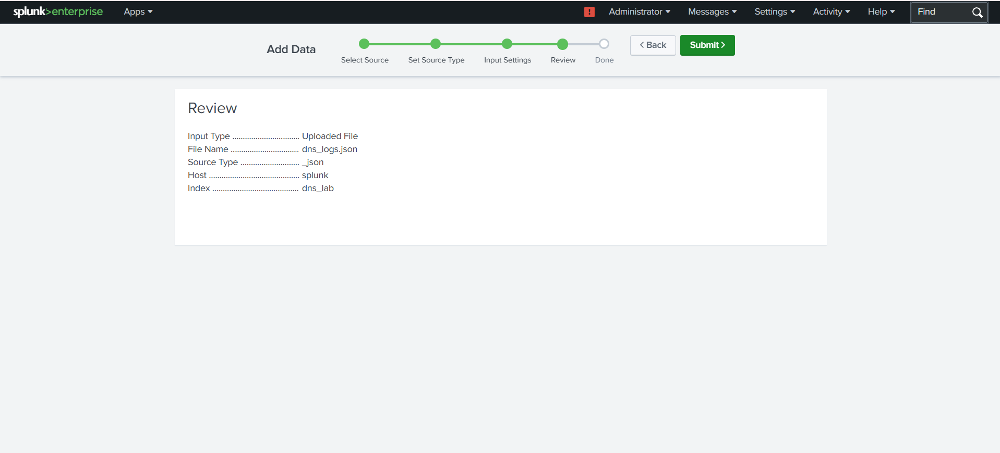 splunk>enterprise Apps ! Administrator Messages Settings Activity Help Find
Add Data
Select Source Set Source Type Input Settings Review Done
< Back Submit >
Review
Input Type ................................ Uploaded File
File Name ................................ dns_logs.json
Source Type ............................ _json
Host ........................................... splunk
Index ......................................... dns_lab